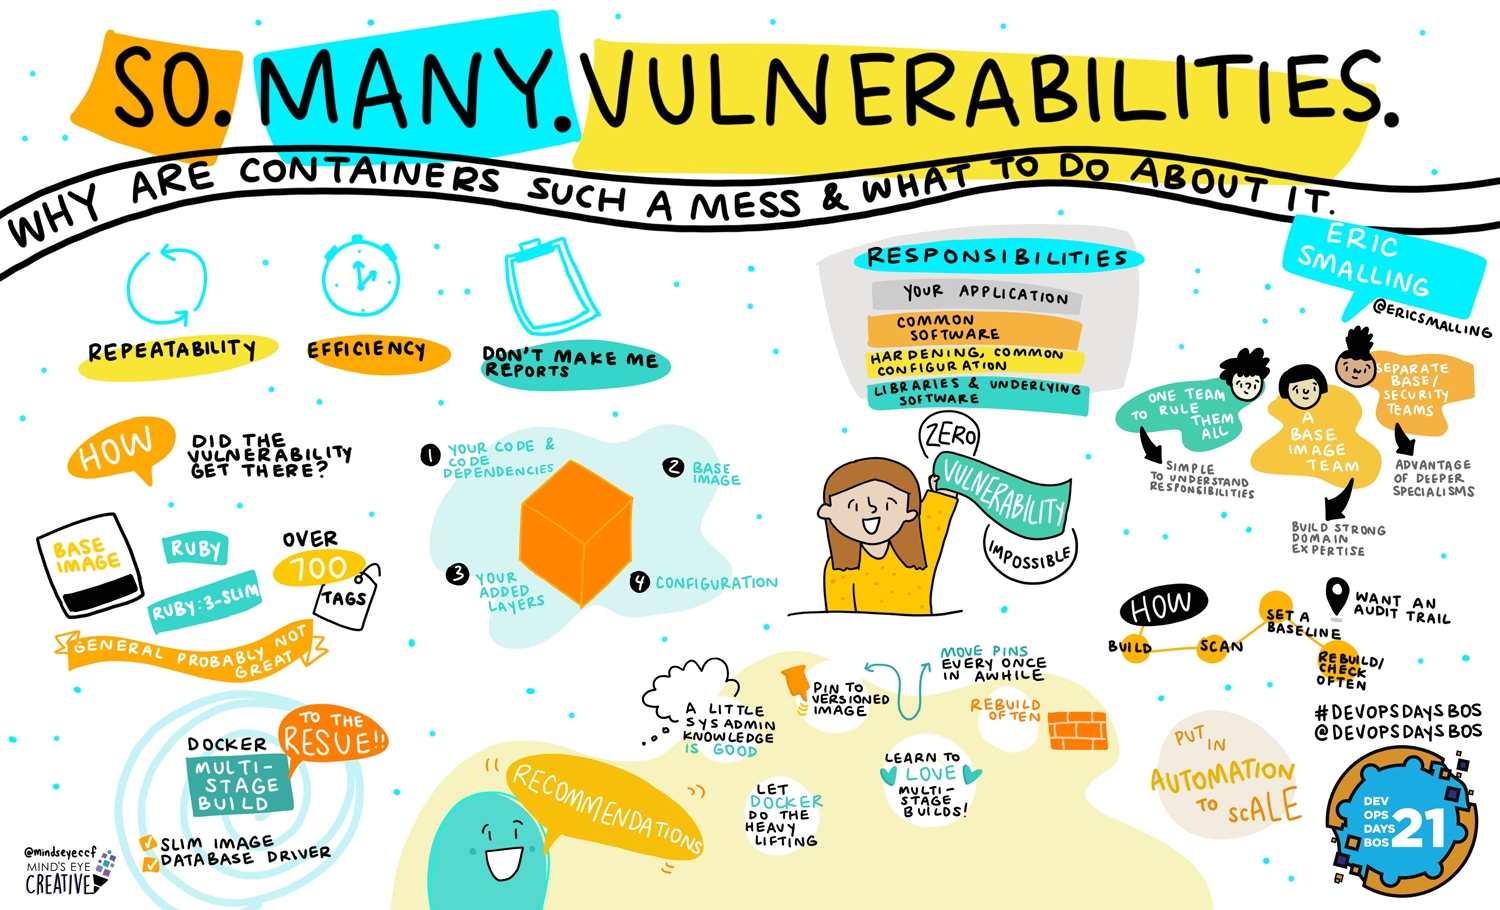 SO. MANY. VULNERABILITIES.
WHY ARE CONTAINERS SUCH A MESS & WHAT TO DO ABOUT IT.
ERIC
SMALLING
@ERICSMALLING
REPEATABILITY
EFFICIENCY
DON'T MAKE ME
REPORTS
RESPONSIBILITIES
YOUR APPLICATION
COMMON
SOFTWARE
HARDENING, COMMON
CONFIGURATION
LIBRARIES & UNDERLYING
SOFTWARE
ONE TEAM
TO RULE
THEM
ALL
SIMPLE
TO UNDERSTAND
RESPONSIBILITIES
A
BASE
IMAGE
TEAM
BUILD STRONG
DOMAIN
EXPERTISE
SEPARATE
BASE/
SECURITY
TEAMS
ADVANTAGE
OF DEEPER
SPECIALISMS
HOW
DID THE
VULNERABILITY
GET THERE?
1 YOUR CODE &
CODE
DEPENDENCIES
2 BASE
IMAGE
3 YOUR
ADDED
LAYERS
4 CONFIGURATION
ZERO
VULNERABILITY
IMPOSSIBLE
BASE
IMAGE
RUBY
RUBY:3-SLIM
OVER
700
TAGS
GENERAL PROBABLY NOT
GREAT
HOW
BUILD
SCAN
SET A
BASELINE
REBUILD/
CHECK
OFTEN
WANT AN
AUDIT TRAIL
DOCKER
MULTI-
STAGE
BUILD
TO THE
RESUE!!
SLIM IMAGE
DATABASE DRIVER
RECOMMENDATIONS
A LITTLE
SYSADMIN
KNOWLEDGE
IS GOOD
PIN TO
VERSIONED
IMAGE
MOVE PINS
EVERY ONCE
IN AWHILE
REBUILD
OFTEN
LET
DOCKER
DO THE
HEAVY
LIFTING
LEARN TO
LOVE
MULTI-
STAGE
BUILDS!
PUT IN
AUTOMATION
TO SCALE
#DEVOPSDAYSBOS
@DEVOPSDAYSBOS
DEV
OPS
DAYS
BOS
21
@mindseyeccf
MIND'S EYE
CREATIVE